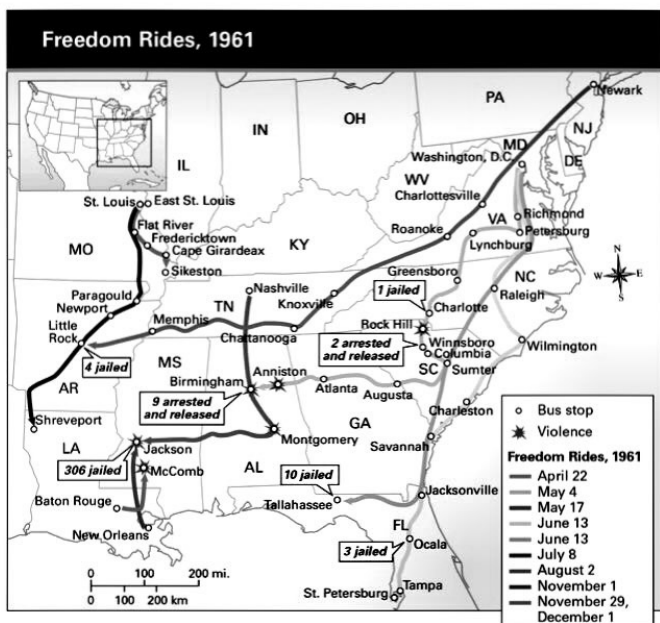 Freedom Rides, 1961
PA
Newark
OH
NJ
IN
MD
Washington, D.C.
DE
IL
WV
Charlottesville
St. Louis
East St. Louis
Richmond
VA
Flat River
Roanoke
Petersburg
Fredericktown
KY
Lynchburg
MO
Cape Girardeax
Greensboro
NC
N
W
E
S
Sikeston
Nashville
1 jailed
Raleigh
Paragould
TN
Knoxville
Newport
Charlotte
Memphis
Rock Hill
Little
Rock
Chattanooga
2 arrested
and released
Winnsboro
Wilmington
Columbia
MS
4 jailed
Anniston
SC
Sumter
Birmingham
AR
9 arrested
and released
Atlanta
Augusta
Charleston
Shreveport
GA
LA
Jackson
Montgomery
Savannah
306 jailed
McComb
AL
10 jailed
Baton Rouge
Tallahassee
Jacksonville
New Orleans
FL
3 jailed
Ocala
0 100 200 mi.
0 100 200 km
Tampa
St. Petersburg
Bus stop
Violence
Freedom Rides, 1961
April 22
May 4
May 17
June 13
June 13
July 8
August 2
November 1
November 29,
December 1